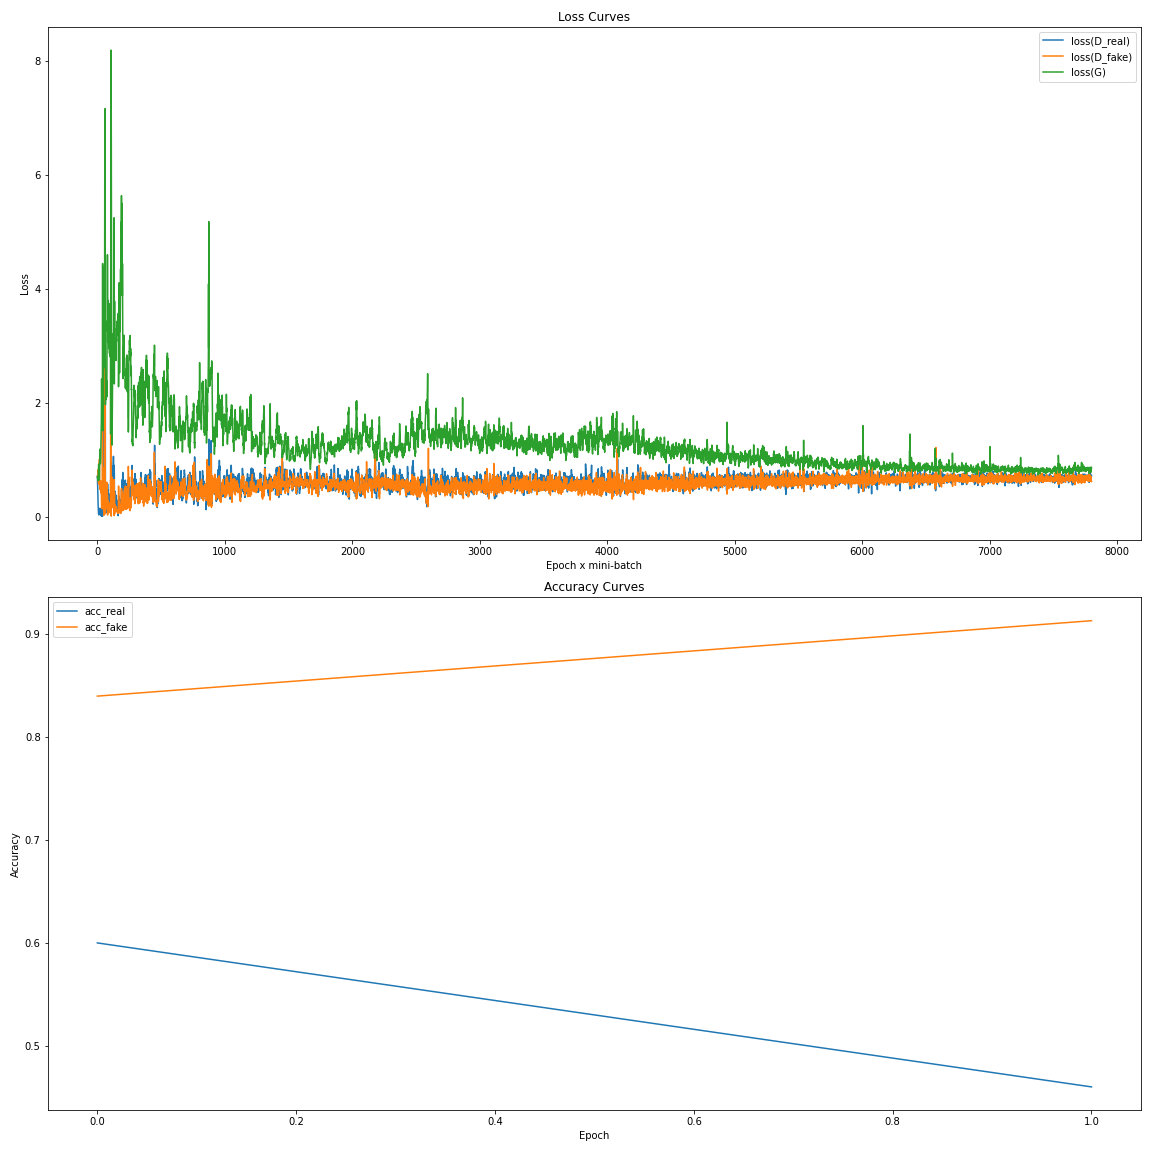 Loss Curves
loss(D_real)
loss(D_fake)
loss(G)
8
6
4
2
0
Loss
0 1000 2000 3000 4000 5000 6000 7000 8000
Epoch x mini-batch
Accuracy Curves
acc_real
acc_fake
0.9
0.8
0.7
0.6
0.5
Accuracy
0.0 0.2 0.4 0.6 0.8 1.0
Epoch